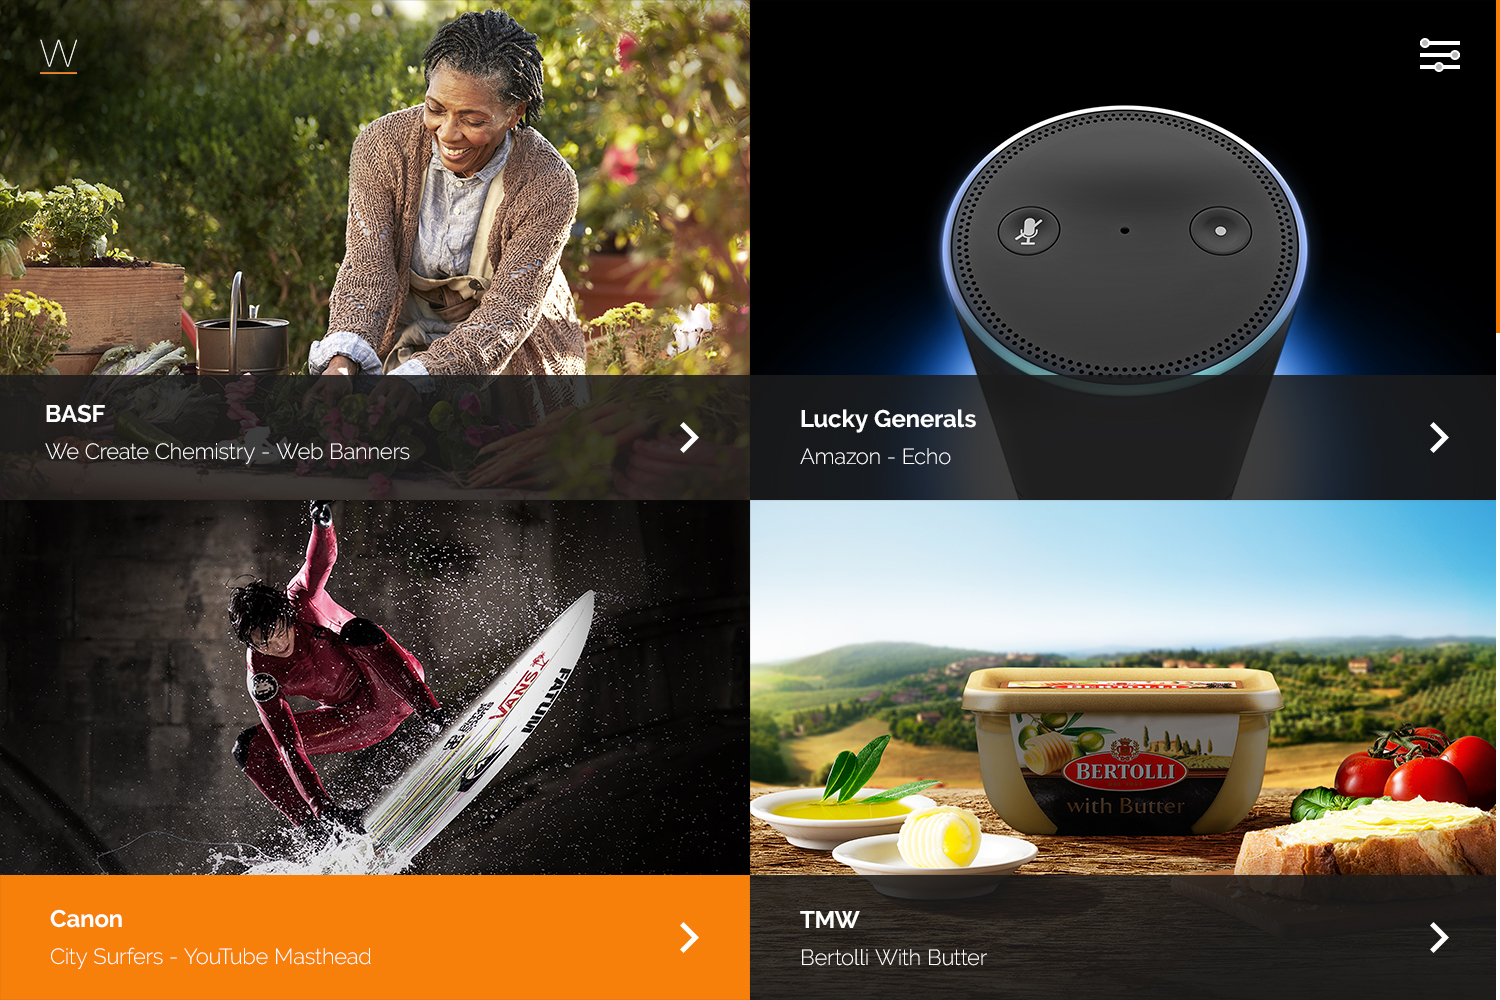 W
BASF
We Create Chemistry - Web Banners
Lucky Generals
Amazon - Echo
VANS
FATUM
BERTOLLI
BERTOLLI
with Butter
Canon
City Surfers - YouTube Masthead
TMW
Bertolli With Butter